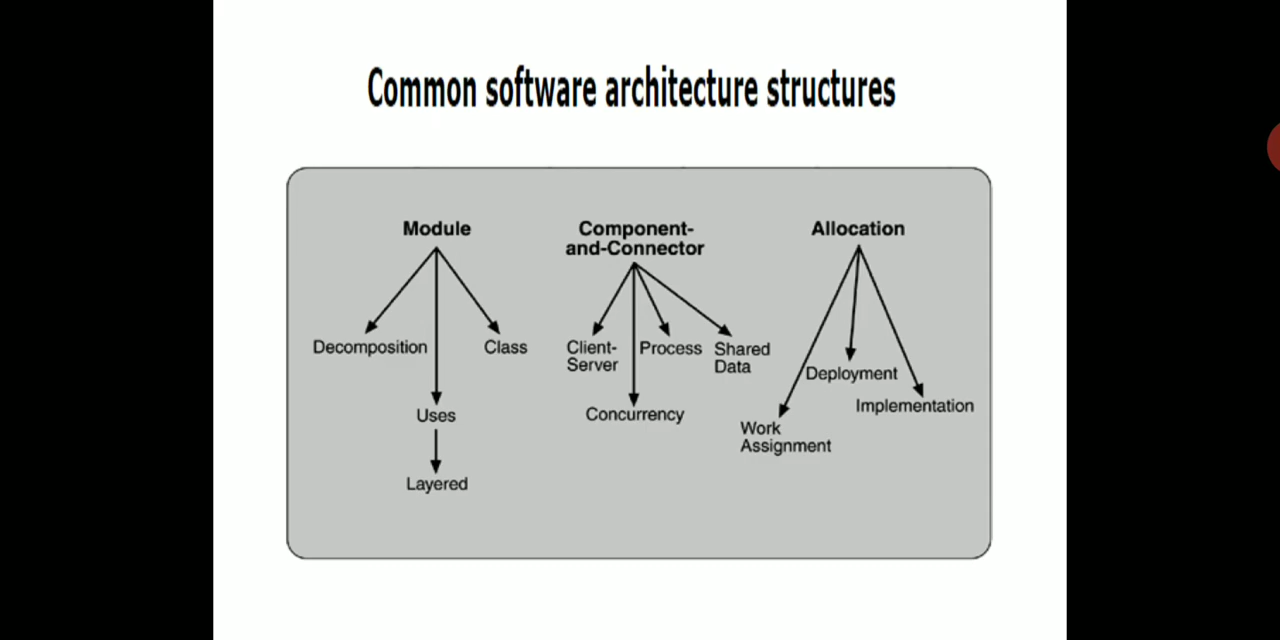 Common software architecture structures
Module
Component-
and-Connector
Allocation
Decomposition
Class
Client-
Server
Process
Shared
Data
Deployment
Uses
Concurrency
Implementation
Work
Assignment
Layered